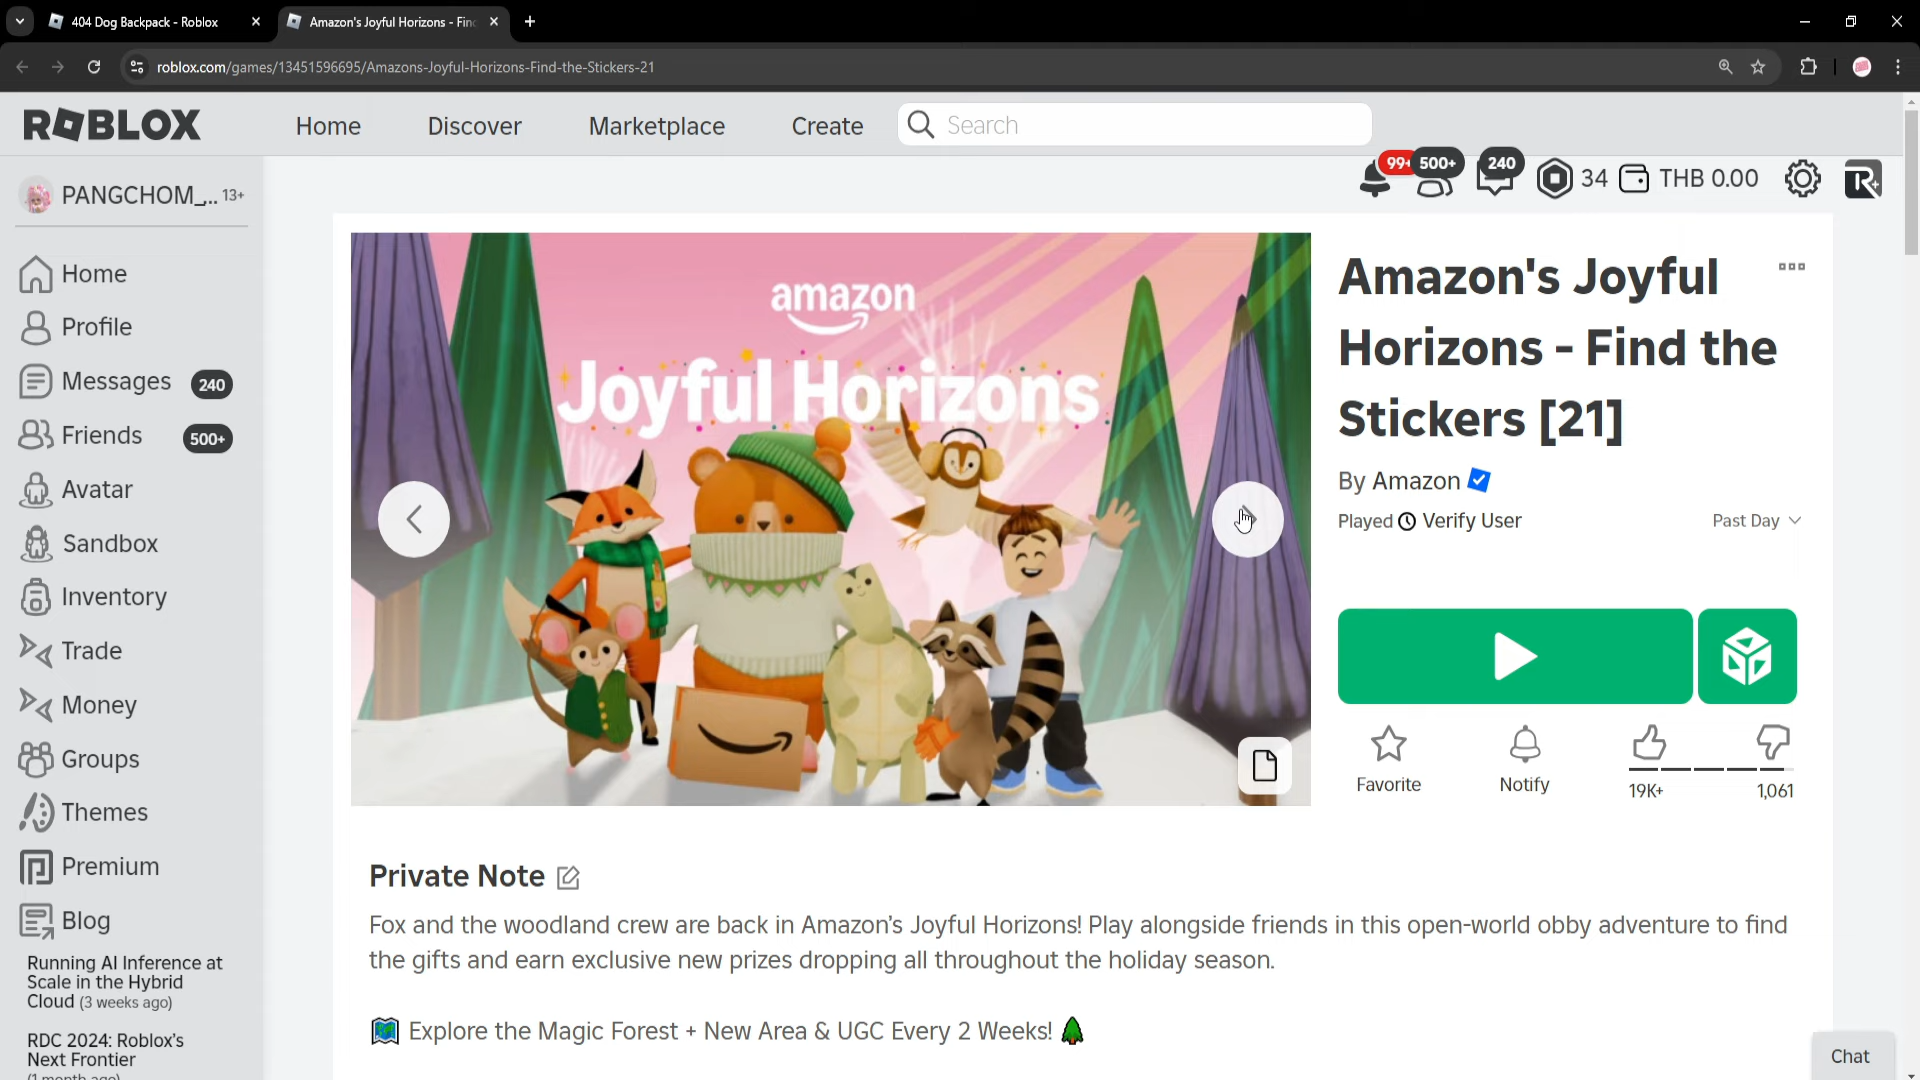 404 Dog Backpack - Roblox
Amazon's Joyful Horizons - Fin
roblox.com/games/13451596695/Amazons-Joyful-Horizons-Find-the-Stickers-21
ROBLOX
Home
Discover
Marketplace
Create
Search
99+
500+
240
34
THB 0.00
PANGCHOM_... 13+
Home
Profile
Messages 240
Friends 500+
Avatar
Sandbox
Inventory
Trade
Money
Groups
Themes
Premium
Blog
Running AI Inference at
Scale in the Hybrid
Cloud (3 weeks ago)
RDC 2024: Roblox's
Next Frontier
(1 month ago)
amazon
Joyful Horizons
Amazon's Joyful
Horizons - Find the
Stickers [21]
By Amazon
Played Verify User
Past Day
Favorite
Notify
19K+
1,061
Private Note
Fox and the woodland crew are back in Amazon’s Joyful Horizons! Play alongside friends in this open-world obby adventure to find
the gifts and earn exclusive new prizes dropping all throughout the holiday season.
🗺️ Explore the Magic Forest + New Area & UGC Every 2 Weeks! 🌲
Chat